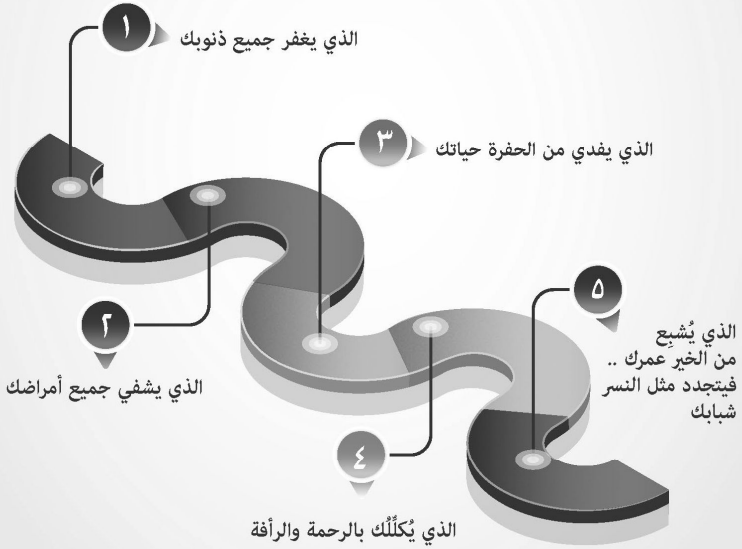 ١
الذي يغفر جميع ذنوبك
٢
الذي يشفي جميع أمراضك
٣
الذي يفدي من الحفرة حياتك
٤
الذي يُكلِّلُك بالرحمة والرأفة
٥
الذي يُشبِع
من الخير عمرك ..
فيتجدد مثل النسر
شبابك